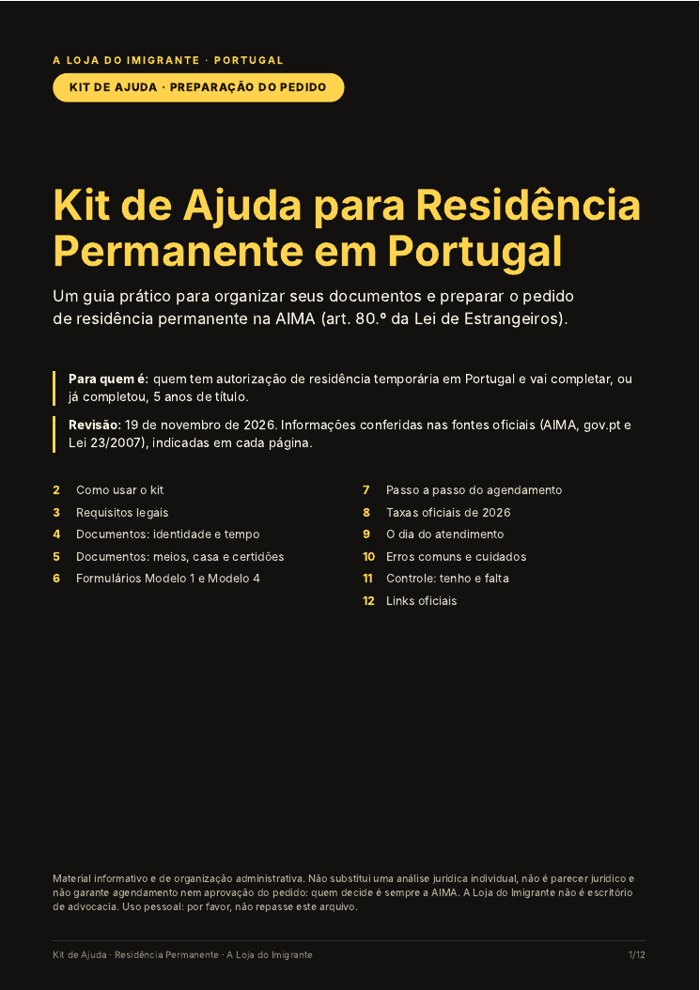 A LOJA DO IMIGRANTE · PORTUGAL
KIT DE AJUDA · PREPARAÇÃO DO PEDIDO
Kit de Ajuda para Residência
Permanente em Portugal
Um guia prático para organizar seus documentos e preparar o pedido
de residência permanente na AIMA (art. 80.º da Lei de Estrangeiros).
Para quem é: quem tem autorização de residência temporária em Portugal e vai completar, ou
já completou, 5 anos de título.
Revisão: 19 de novembro de 2026. Informações conferidas nas fontes oficiais (AIMA, gov.pt e
Lei 23/2007), indicadas em cada página.
2 Como usar o kit
3 Requisitos legais
4 Documentos: identidade e tempo
5 Documentos: meios, casa e certidões
6 Formulários Modelo 1 e Modelo 4
7 Passo a passo do agendamento
8 Taxas oficiais de 2026
9 O dia do atendimento
10 Erros comuns e cuidados
11 Controle: tenho e falta
12 Links oficiais
Material informativo e de organização administrativa. Não substitui uma análise jurídica individual, não é parecer jurídico e
não garante agendamento nem aprovação do pedido: quem decide é sempre a AIMA. A Loja do Imigrante não é escritório
de advocacia. Uso pessoal: por favor, não repasse este arquivo.
Kit de Ajuda · Residência Permanente · A Loja do Imigrante
1/12